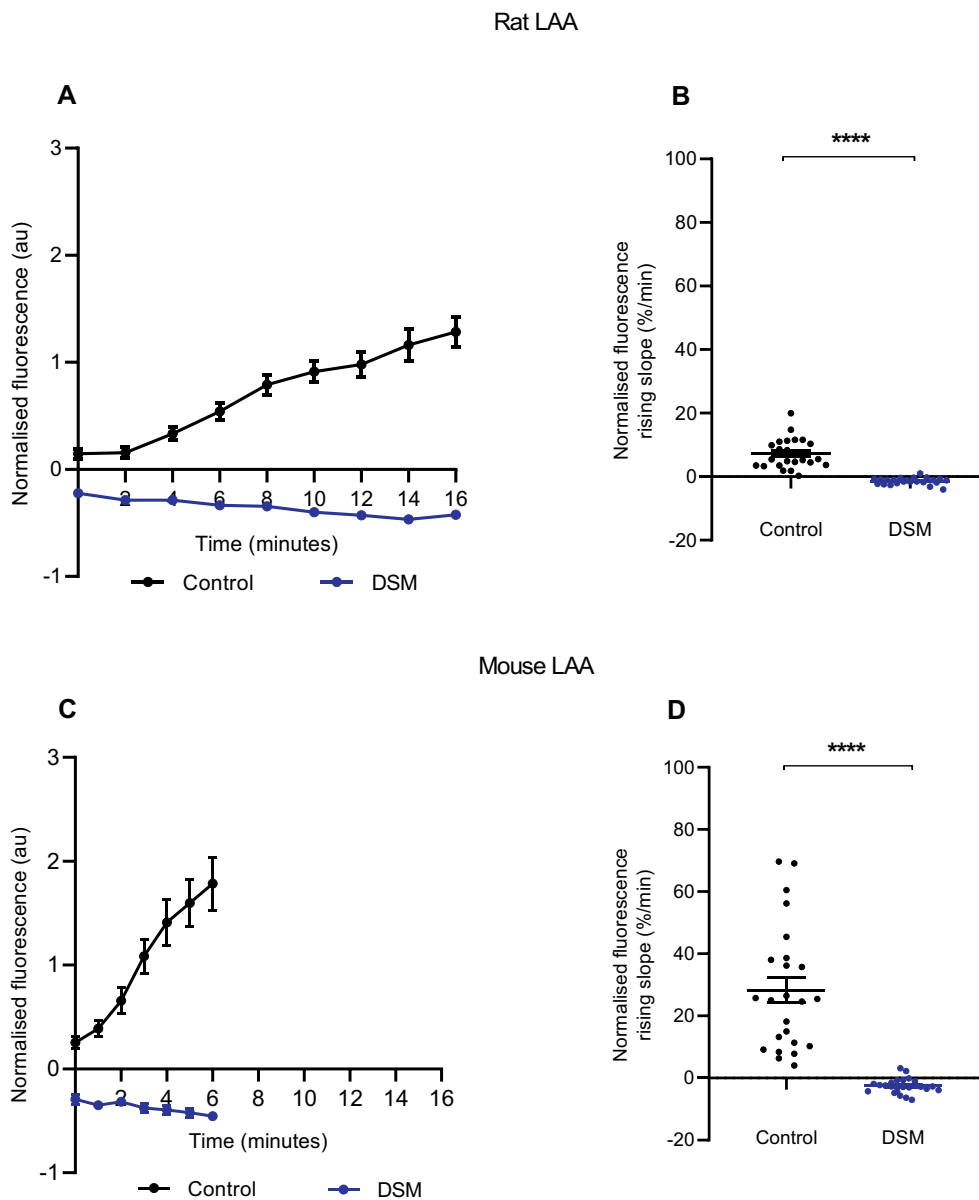 Rat LAA
A
3
2
1
0
-1
Normalised fluorescence (au)
2 4 6 8 10 12 14 16
Time (minutes)
Control DSM
B
****
100
80
60
40
20
0
-20
Normalised fluorescence
rising slope (%/min)
Control DSM
Mouse LAA
C
3
2
1
0
-1
Normalised fluorescence (au)
2 4 6 8 10 12 14 16
Time (minutes)
Control DSM
D
****
100
80
60
40
20
0
-20
Normalised fluorescence
rising slope (%/min)
Control DSM